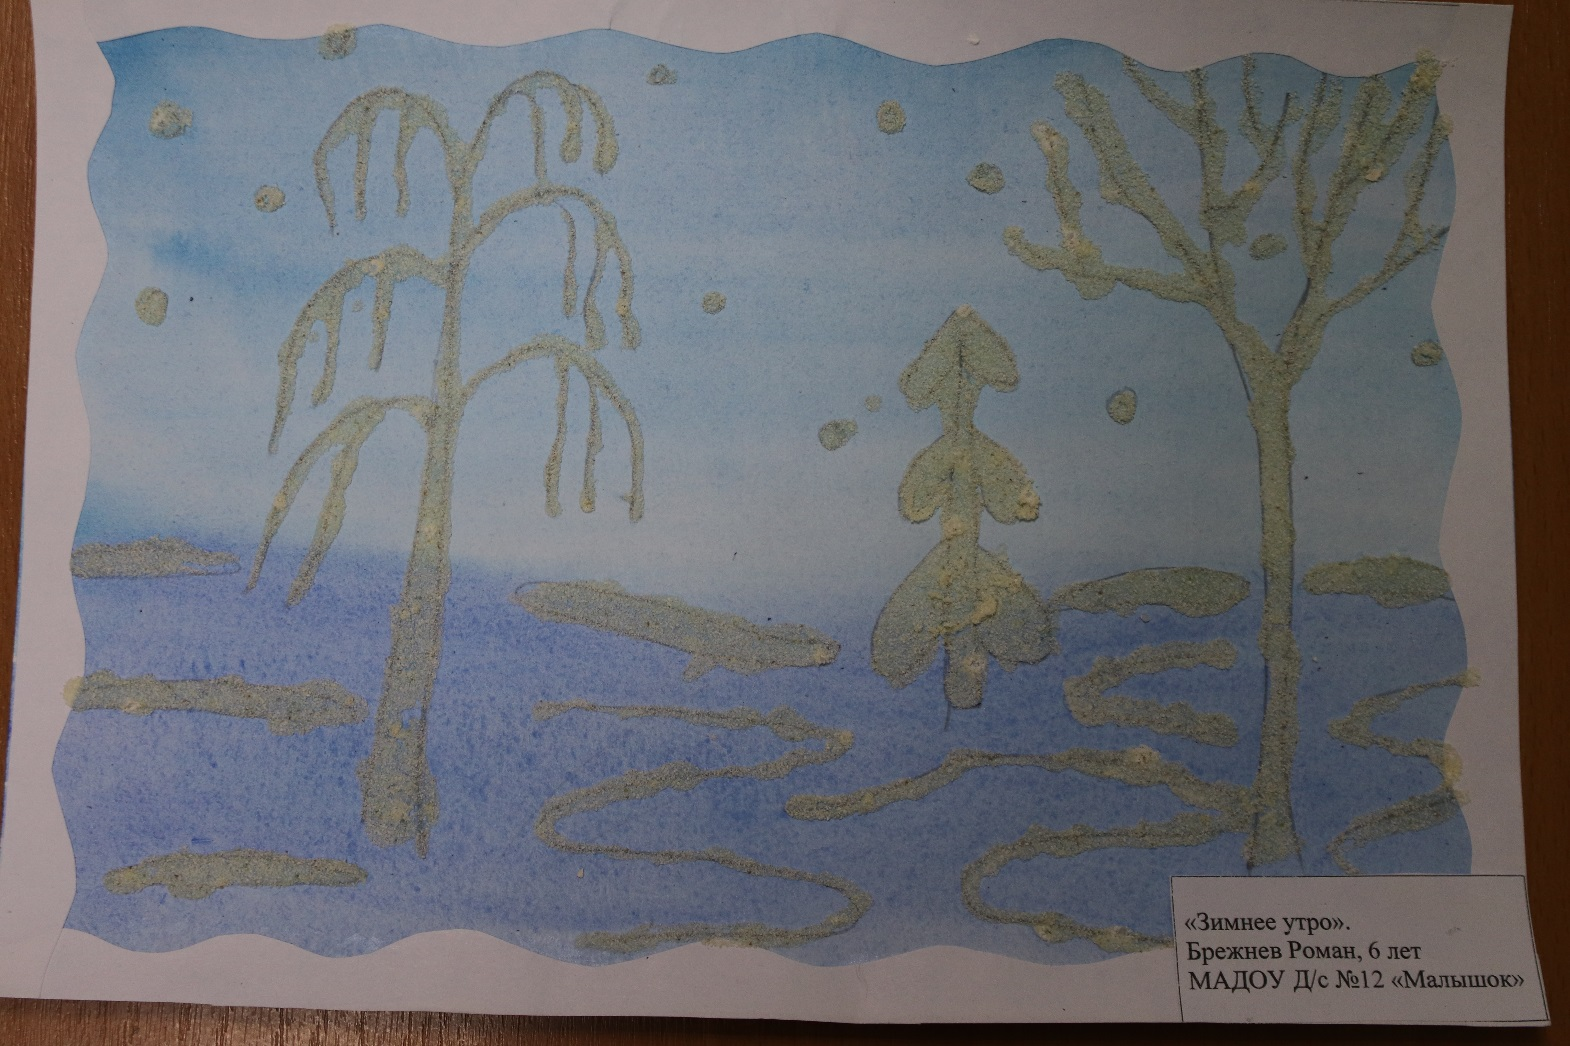 «Зимнее утро».
Брежнев Роман, 6 лет
МАДОУ Д/с №12 «Малышок»